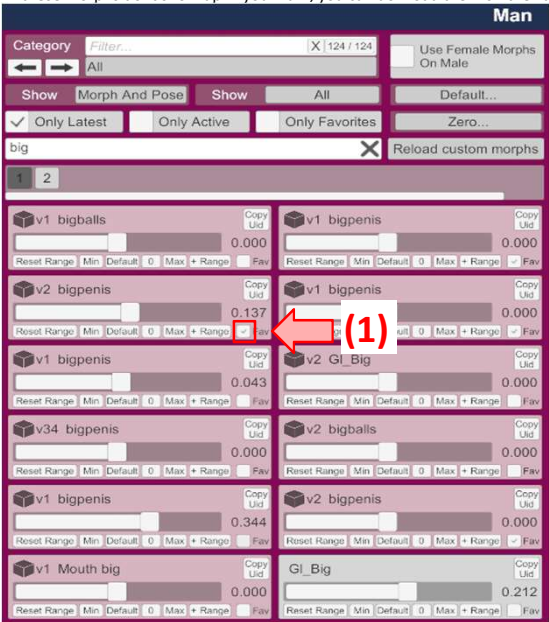 Man
Category Filter... X 124 / 124
All
Use Female Morphs
On Male
Show Morph And Pose Show All Default...
Only Latest Only Active Only Favorites Zero...
big X Reload custom morphs
1 2
v1 bigballs Copy Uid
0.000
Reset Range Min Default 0 Max + Range Fav
v1 bigpenis Copy Uid
0.000
Reset Range Min Default 0 Max + Range Fav
v2 bigpenis Copy Uid
0.137
Reset Range Min Default 0 Max + Range Fav
v1 bigpenis Copy Uid
0.000
(1)
Min Default 0 Max + Range Fav
v1 bigpenis Copy Uid
0.043
Reset Range Min Default 0 Max + Range Fav
v2 GI_Big Copy Uid
0.000
Reset Range Min Default 0 Max + Range Fav
v34 bigpenis Copy Uid
0.000
Reset Range Min Default 0 Max + Range Fav
v2 bigballs Copy Uid
0.000
Reset Range Min Default 0 Max + Range Fav
v1 bigpenis Copy Uid
0.344
Reset Range Min Default 0 Max + Range Fav
v2 bigpenis Copy Uid
0.000
Reset Range Min Default 0 Max + Range Fav
v1 Mouth big Copy Uid
0.000
Reset Range Min Default 0 Max + Range Fav
GI_Big Copy Uid
0.212
Reset Range Min Default 0 Max + Range Fav